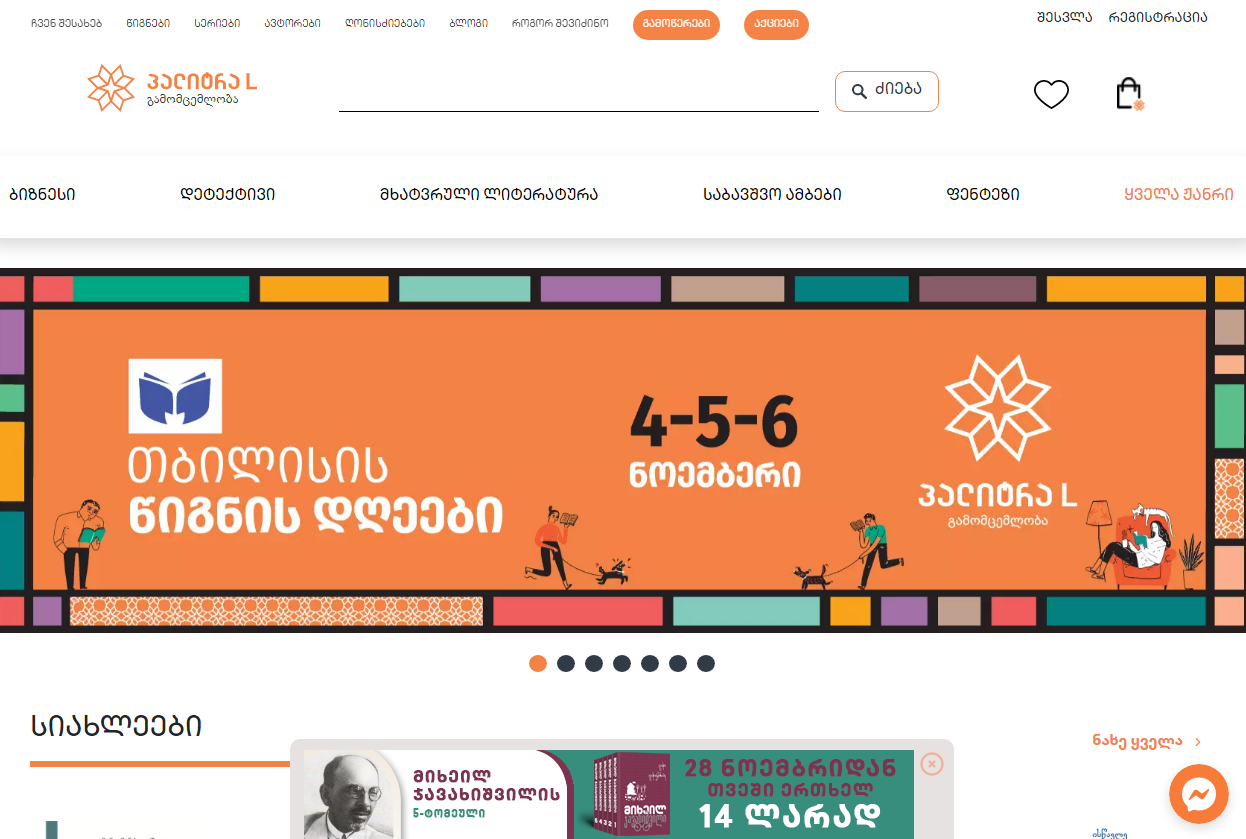 ჩვენ შესახებ წიგნები სერიები ავტორები ღონისძიებები ბლოგი როგორ შევიძინო გამოწერები აქციები შესვლა რეგისტრაცია
პალიტრა L
გამომცემლობა
ძიება
ბიზნესი დეტექტივი მხატვრული ლიტერატურა საბავშვო ამბები ფენტეზი ყველა ჟანრი
თბილისის
წიგნის დღეები
4-5-6
ნოემბერი
პალიტრა L
გამომცემლობა
სიახლეები
ნახე ყველა
მიხეილ
ჯავახიშვილის
5-ტომეული
მიხეილ
28 ნოემბრიდან
თვეში ერთხელ
14 ლარად